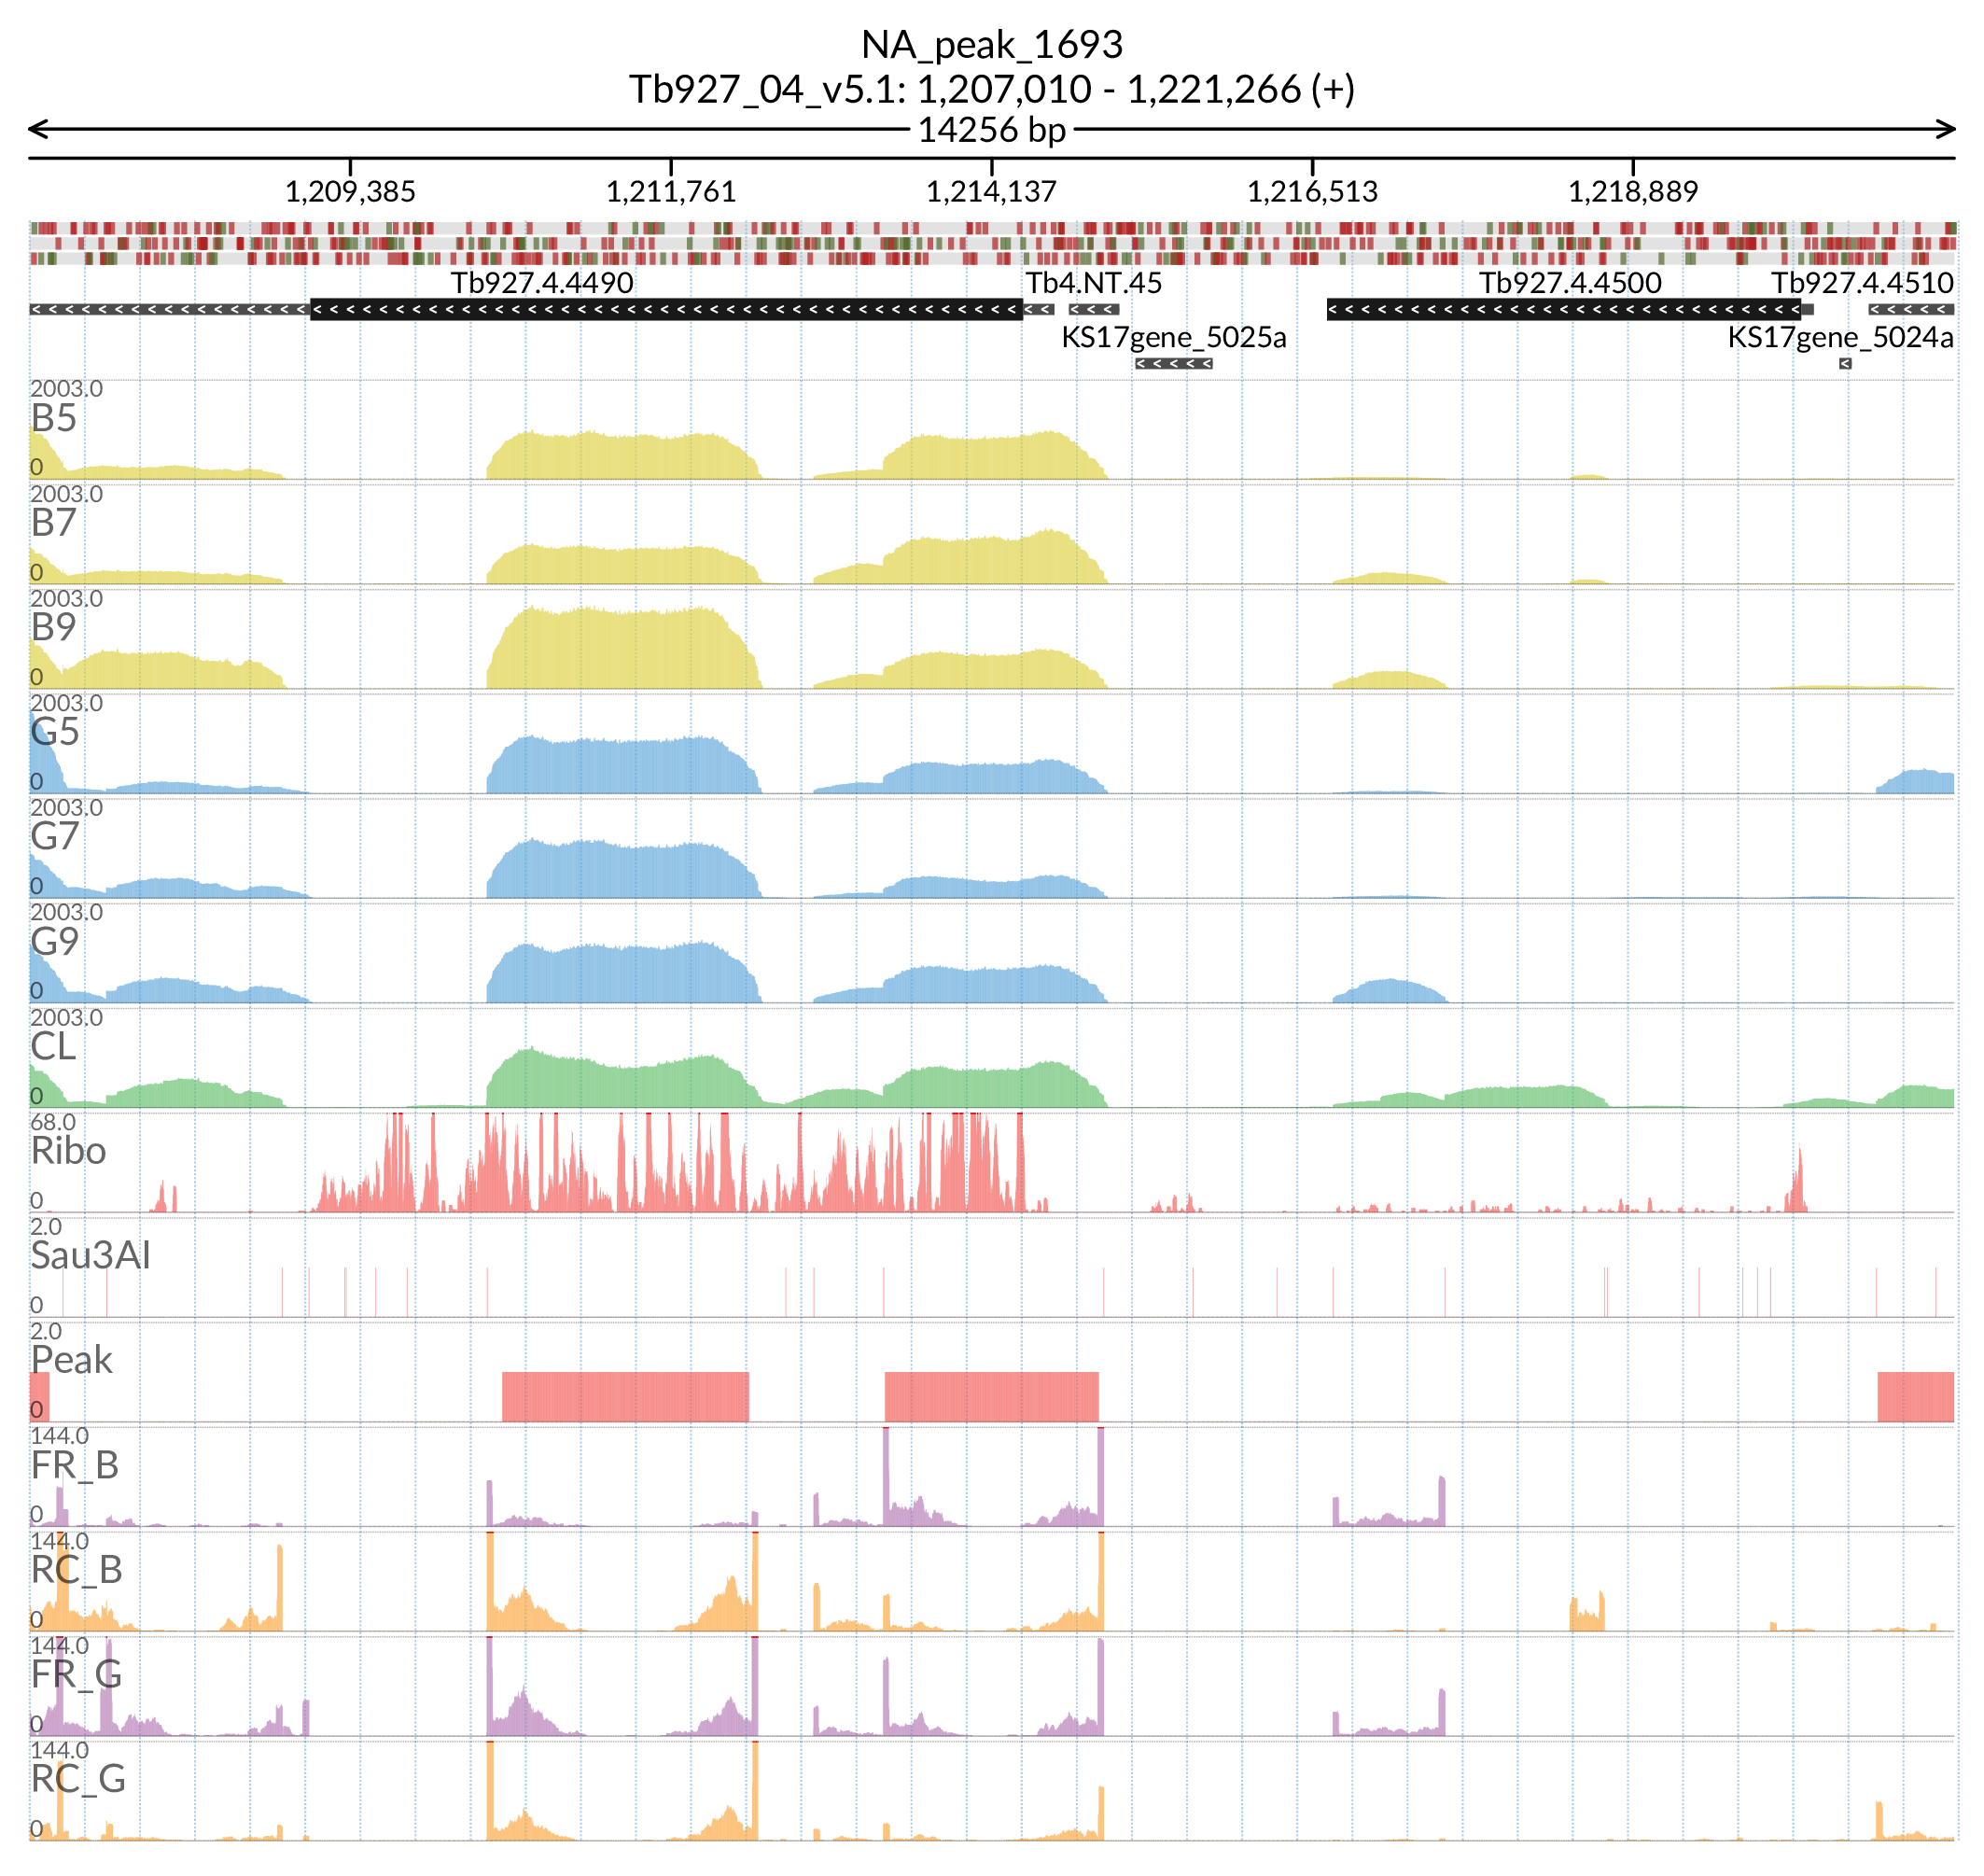 NA_peak_1693
Tb927_04_v5.1: 1,207,010 - 1,221,266 (+)
14256 bp
1,209,385 1,211,761 1,214,137 1,216,513 1,218,889
Tb927.4.4490 Tb4.NT.45 Tb927.4.4500 Tb927.4.4510
KS17gene_5025a KS17gene_5024a
2003.0
B5
0
2003.0
B7
0
2003.0
B9
0
2003.0
G5
0
2003.0
G7
0
2003.0
G9
0
2003.0
CL
0
68.0
Ribo
0
2.0
Sau3AI
0
2.0
Peak
0
144.0
FR_B
0
144.0
RC_B
0
144.0
FR_G
0
144.0
RC_G
0